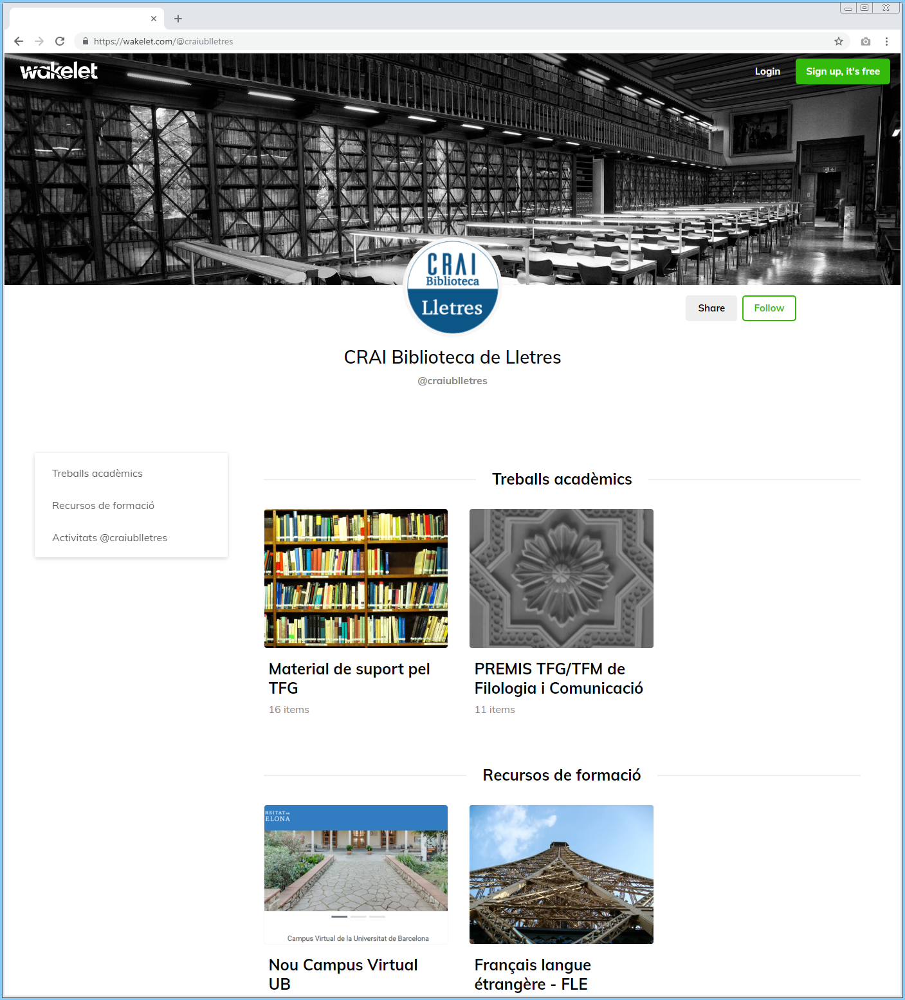 https://wakelet.com/@craiublletres
wakelet
Login
Sign up, it's free
CRAI
Biblioteca
Lletres
Share
Follow
CRAI Biblioteca de Lletres
@craiublletres
Treballs acadèmics
Recursos de formació
Activitats @craiublletres
Treballs acadèmics
Material de suport pel
TFG
16 items
PREMIS TFG/TFM de
Filologia i Comunicació
11 items
Recursos de formació
RSITAT DE
ELONA
Campus Virtual de la Universitat de Barcelona
Nou Campus Virtual
UB
Français langue
étrangère - FLE